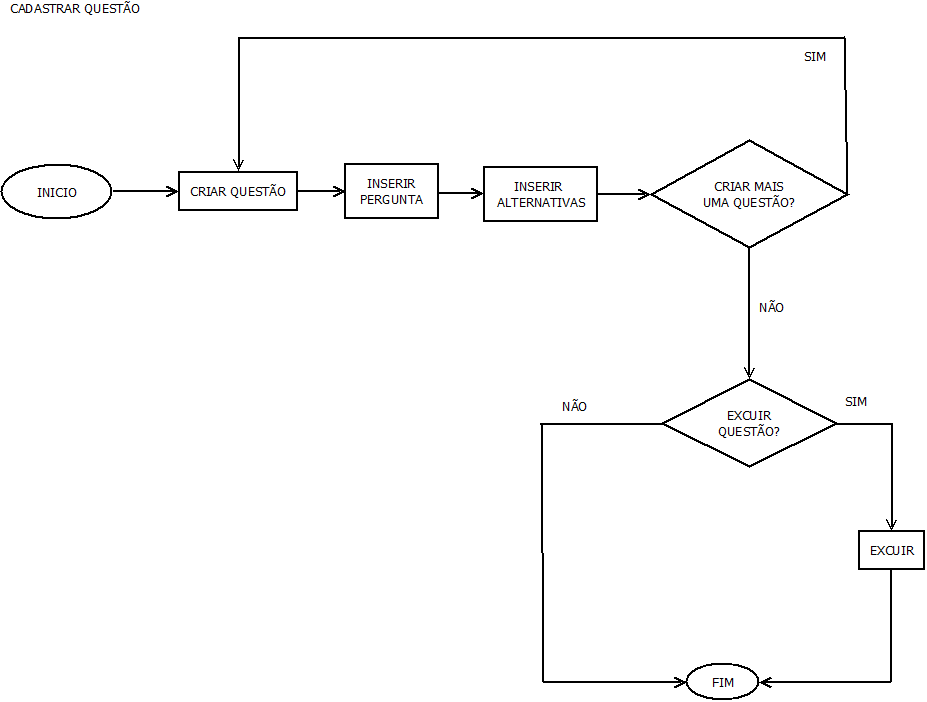 CADASTRAR QUESTÃO
SIM
INICIO
CRIAR QUESTÃO
INSERIR
PERGUNTA
INSERIR
ALTERNATIVAS
CRIAR MAIS
UMA QUESTÃO?
NÃO
NÃO
EXCUIR
QUESTÃO?
SIM
EXCUIR
FIM